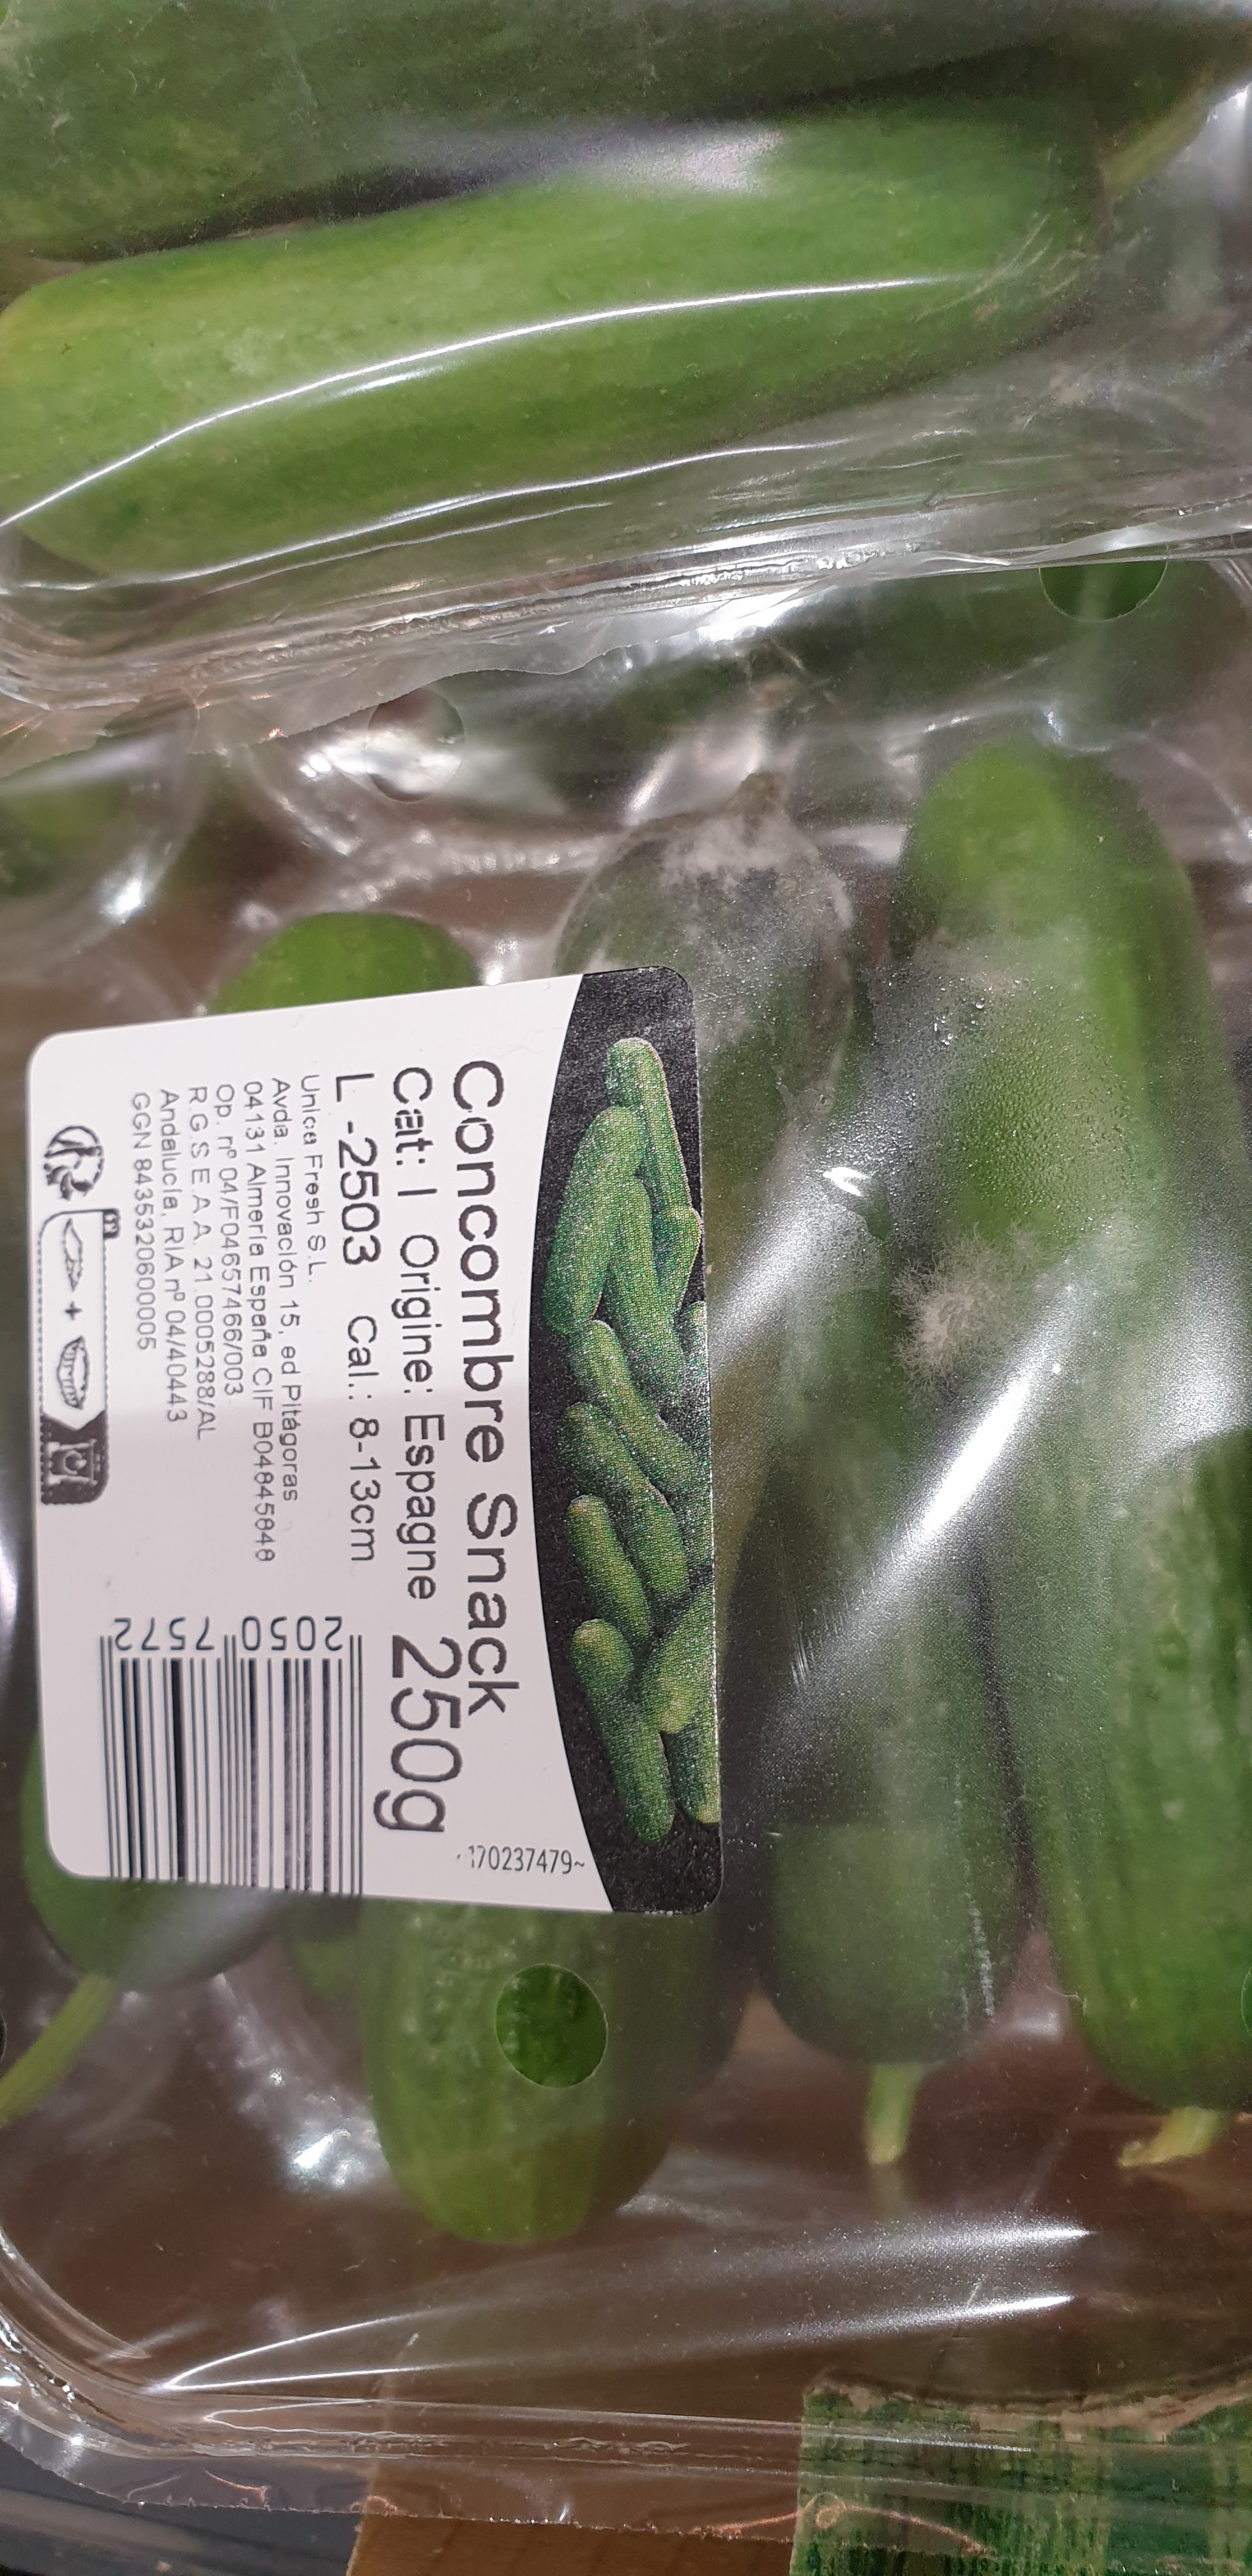 Concombre Snack
Cat: I Origine: Espagne 250g
L -2503 Cal.: 8-13cm
Unica Fresh S.L.
Avda. Innovación 15, ed Pitágoras
04131 Almería España CIF B04845848
Op. nº 04/F04657466/003
R.G.S.E.A.A. 21.0005288/AL
Andalucía, RIA nº 04/40443
GGN 8435320600005
2050 7572
170237479~